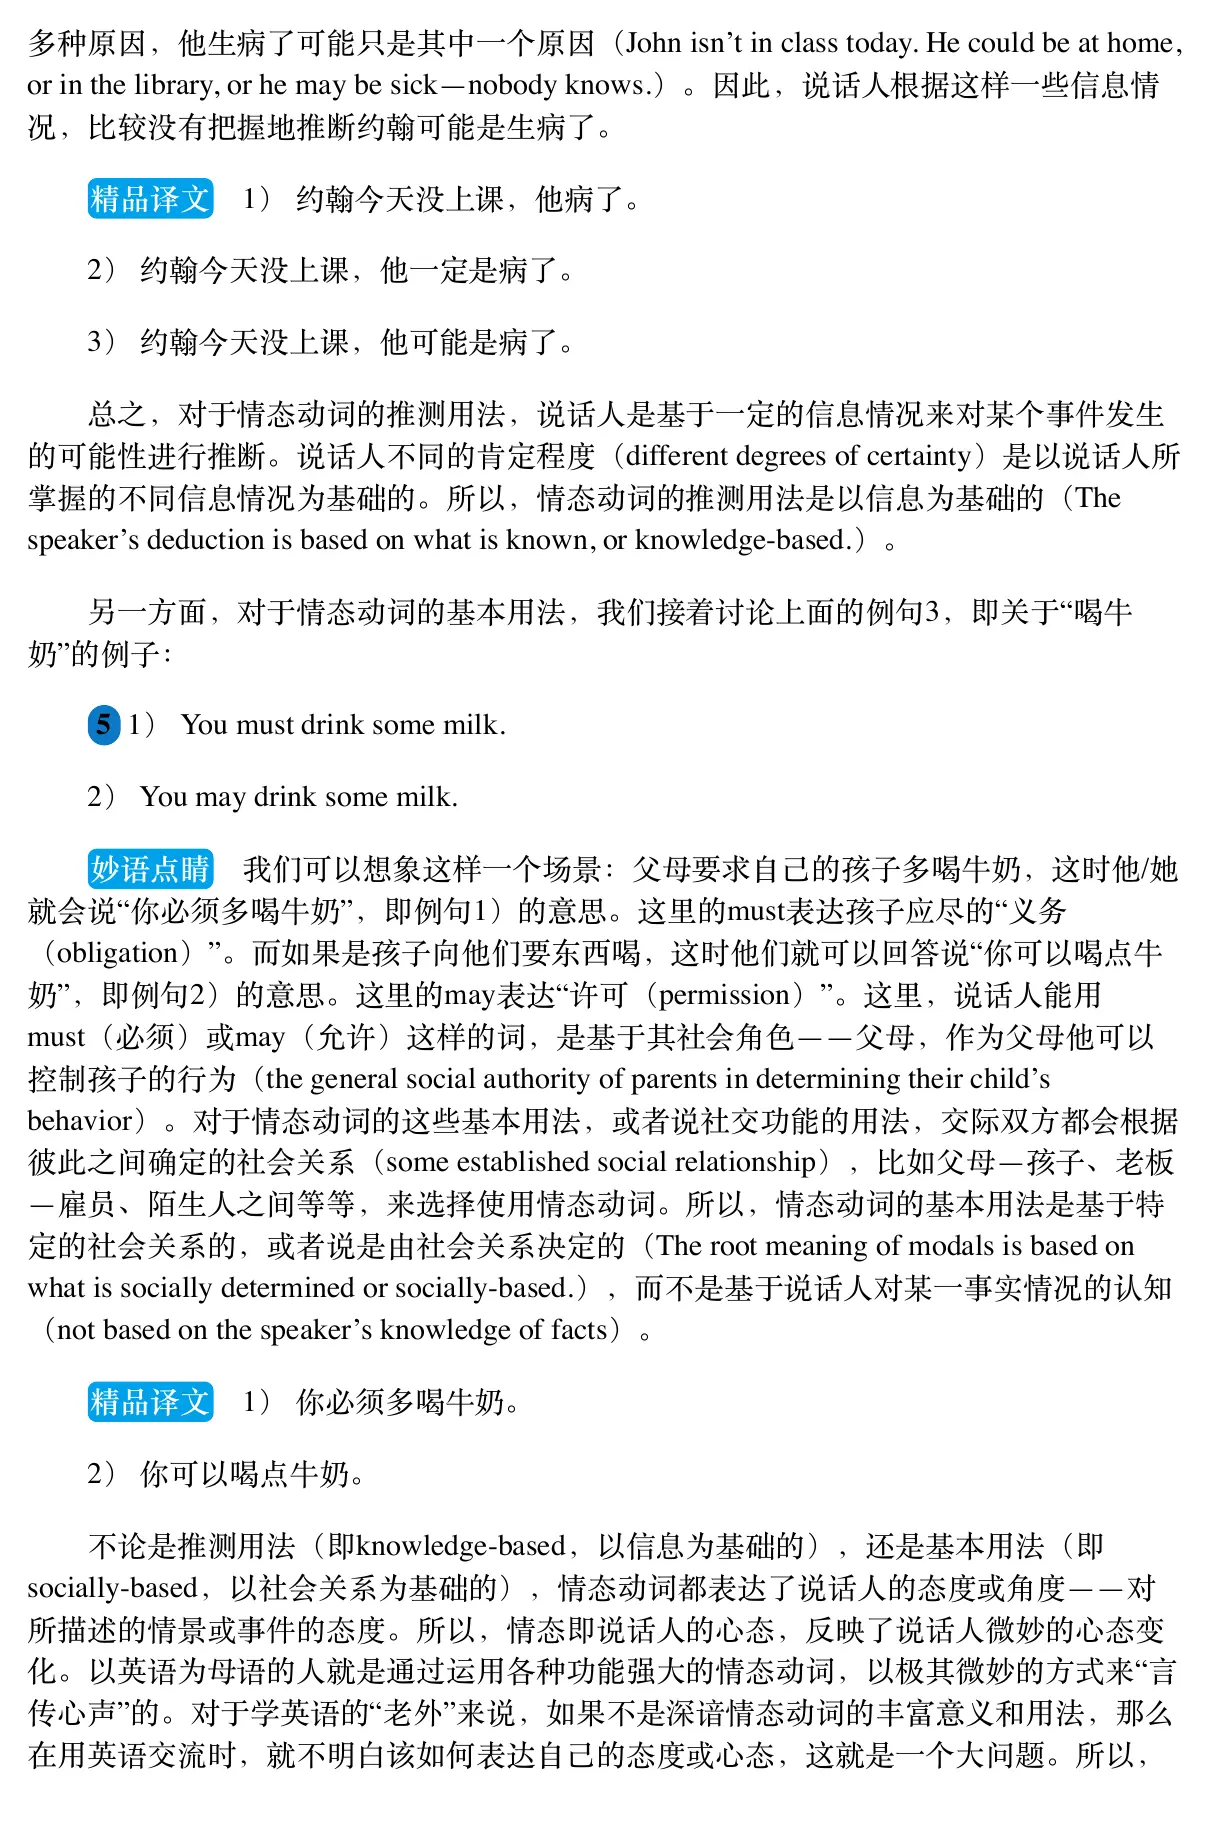 多种原因，他生病了可能只是其中一个原因（John isn’t in class today. He could be at home,
or in the library, or he may be sick—nobody knows.）。因此，说话人根据这样一些信息情
况，比较没有把握地推断约翰可能是生病了。
精品译文 1） 约翰今天没上课，他病了。
2） 约翰今天没上课，他一定是病了。
3） 约翰今天没上课，他可能是病了。
总之，对于情态动词的推测用法，说话人是基于一定的信息情况来对某个事件发生
的可能性进行推断。说话人不同的肯定程度（different degrees of certainty）是以说话人所
掌握的不同信息情况为基础的。所以，情态动词的推测用法是以信息为基础的（The
speaker’s deduction is based on what is known, or knowledge-based.）。
另一方面，对于情态动词的基本用法，我们接着讨论上面的例句3，即关于“喝牛
奶”的例子：
5 1） You must drink some milk.
2） You may drink some milk.
妙语点睛 我们可以想象这样一个场景：父母要求自己的孩子多喝牛奶，这时他/她
就会说“你必须多喝牛奶”，即例句1）的意思。这里的must表达孩子应尽的“义务
（obligation）”。而如果是孩子向他们要东西喝，这时他们就可以回答说“你可以喝点牛
奶”，即例句2）的意思。这里的may表达“许可（permission）”。这里，说话人能用
must（必须）或may（允许）这样的词，是基于其社会角色——父母，作为父母他可以
控制孩子的行为（the general social authority of parents in determining their child’s
behavior）。对于情态动词的这些基本用法，或者说社交功能的用法，交际双方都会根据
彼此之间确定的社会关系（some established social relationship），比如父母—孩子、老板
—雇员、陌生人之间等等，来选择使用情态动词。所以，情态动词的基本用法是基于特
定的社会关系的，或者说是由社会关系决定的（The root meaning of modals is based on
what is socially determined or socially-based.），而不是基于说话人对某一事实情况的认知
（not based on the speaker’s knowledge of facts）。
精品译文 1） 你必须多喝牛奶。
2） 你可以喝点牛奶。
不论是推测用法（即knowledge-based，以信息为基础的），还是基本用法（即
socially-based，以社会关系为基础的），情态动词都表达了说话人的态度或角度——对
所描述的情景或事件的态度。所以，情态即说话人的心态，反映了说话人微妙的心态变
化。以英语为母语的人就是通过运用各种功能强大的情态动词，以极其微妙的方式来“言
传心声”的。对于学英语的“老外”来说，如果不是深谙情态动词的丰富意义和用法，那么
在用英语交流时，就不明白该如何表达自己的态度或心态，这就是一个大问题。所以，